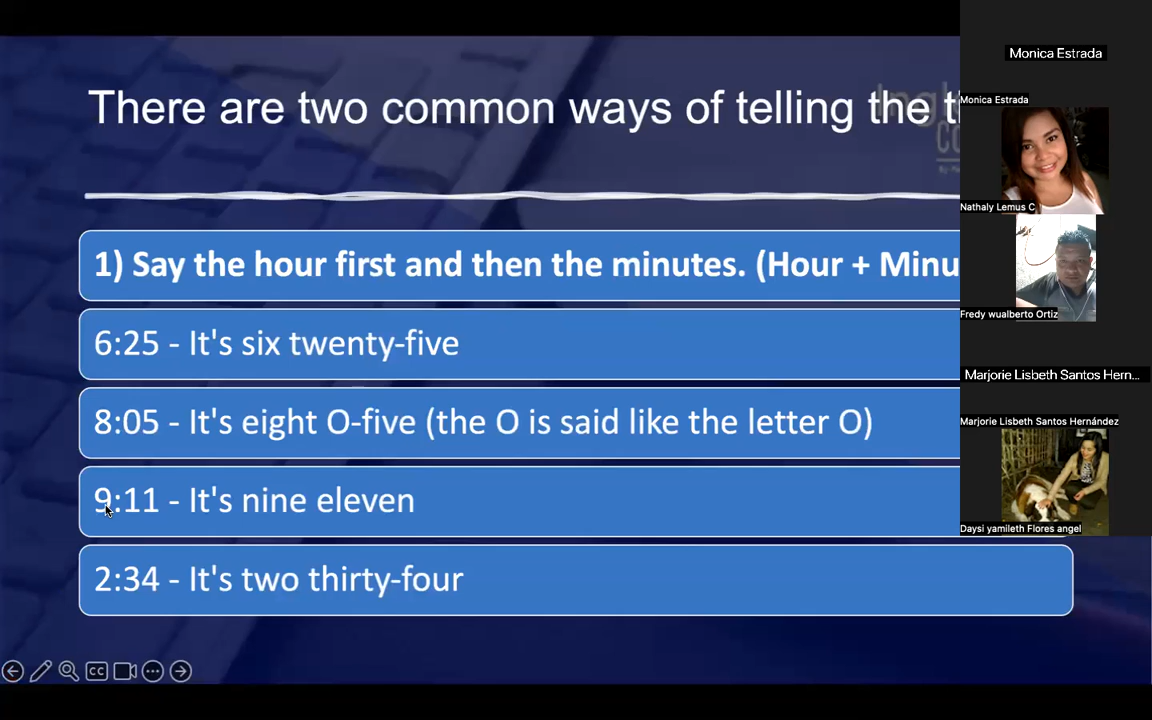 There are two common ways of telling the t
1) Say the hour first and then the minutes. (Hour + Minu
6:25 - It's six twenty-five
8:05 - It's eight O-five (the O is said like the letter O)
9:11 - It's nine eleven
2:34 - It's two thirty-four
CC
Monica Estrada
Monica Estrada
Nathaly Lemus C
Fredy wualberto Ortiz
Marjorie Lisbeth Santos Hern...
Marjorie Lisbeth Santos Hernández
Daysi yamileth Flores angel